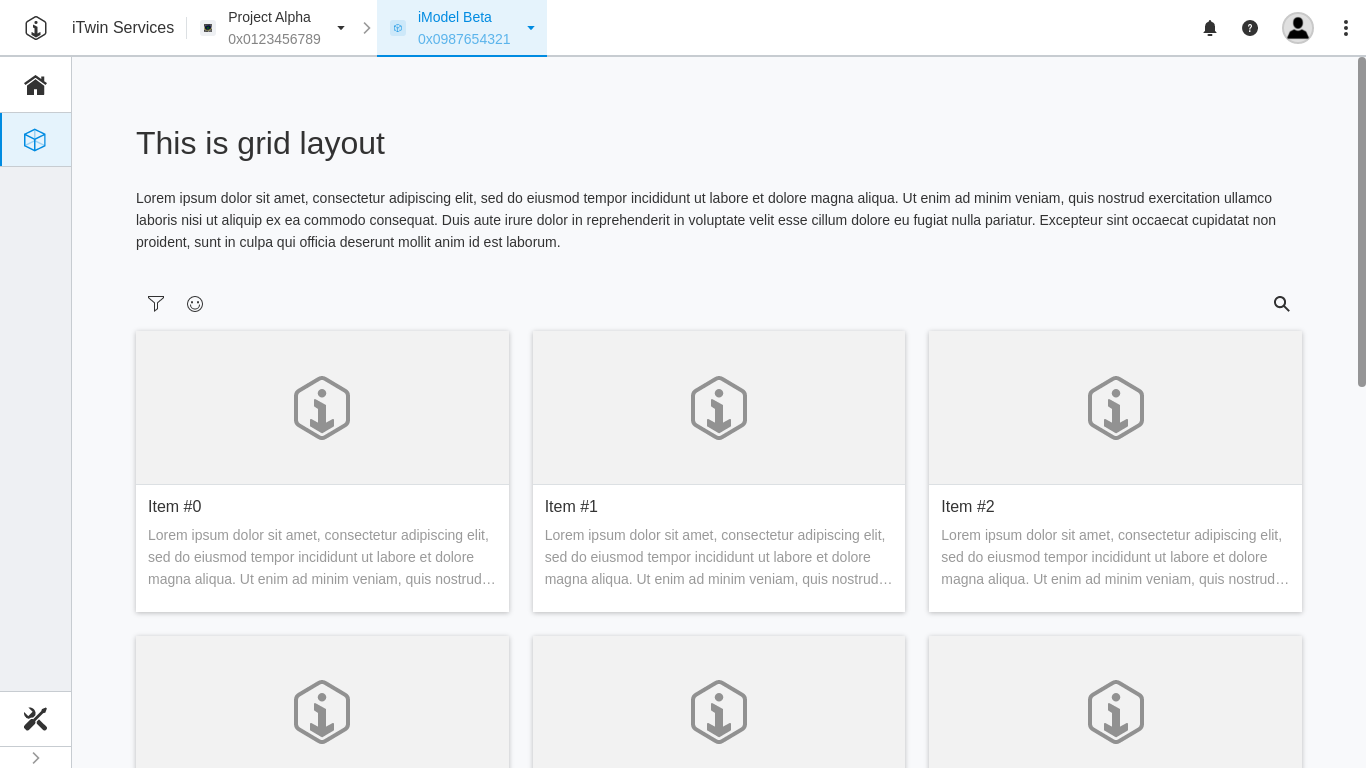 iTwin Services
Project Alpha
0x0123456789
iModel Beta
0x0987654321
This is grid layout
Lorem ipsum dolor sit amet, consectetur adipiscing elit, sed do eiusmod tempor incididunt ut labore et dolore magna aliqua. Ut enim ad minim veniam, quis nostrud exercitation ullamco
laboris nisi ut aliquip ex ea commodo consequat. Duis aute irure dolor in reprehenderit in voluptate velit esse cillum dolore eu fugiat nulla pariatur. Excepteur sint occaecat cupidatat non
proident, sunt in culpa qui officia deserunt mollit anim id est laborum.
Item #0
Lorem ipsum dolor sit amet, consectetur adipiscing elit,
sed do eiusmod tempor incididunt ut labore et dolore
magna aliqua. Ut enim ad minim veniam, quis nostrud…
Item #1
Lorem ipsum dolor sit amet, consectetur adipiscing elit,
sed do eiusmod tempor incididunt ut labore et dolore
magna aliqua. Ut enim ad minim veniam, quis nostrud…
Item #2
Lorem ipsum dolor sit amet, consectetur adipiscing elit,
sed do eiusmod tempor incididunt ut labore et dolore
magna aliqua. Ut enim ad minim veniam, quis nostrud…